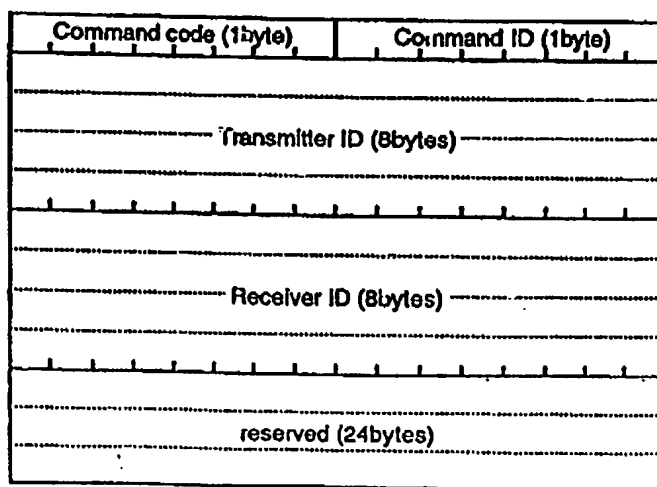 Command code (1byte) Command ID (1byte)
Transmitter ID (8bytes)
Receiver ID (8bytes)
reserved (24bytes)